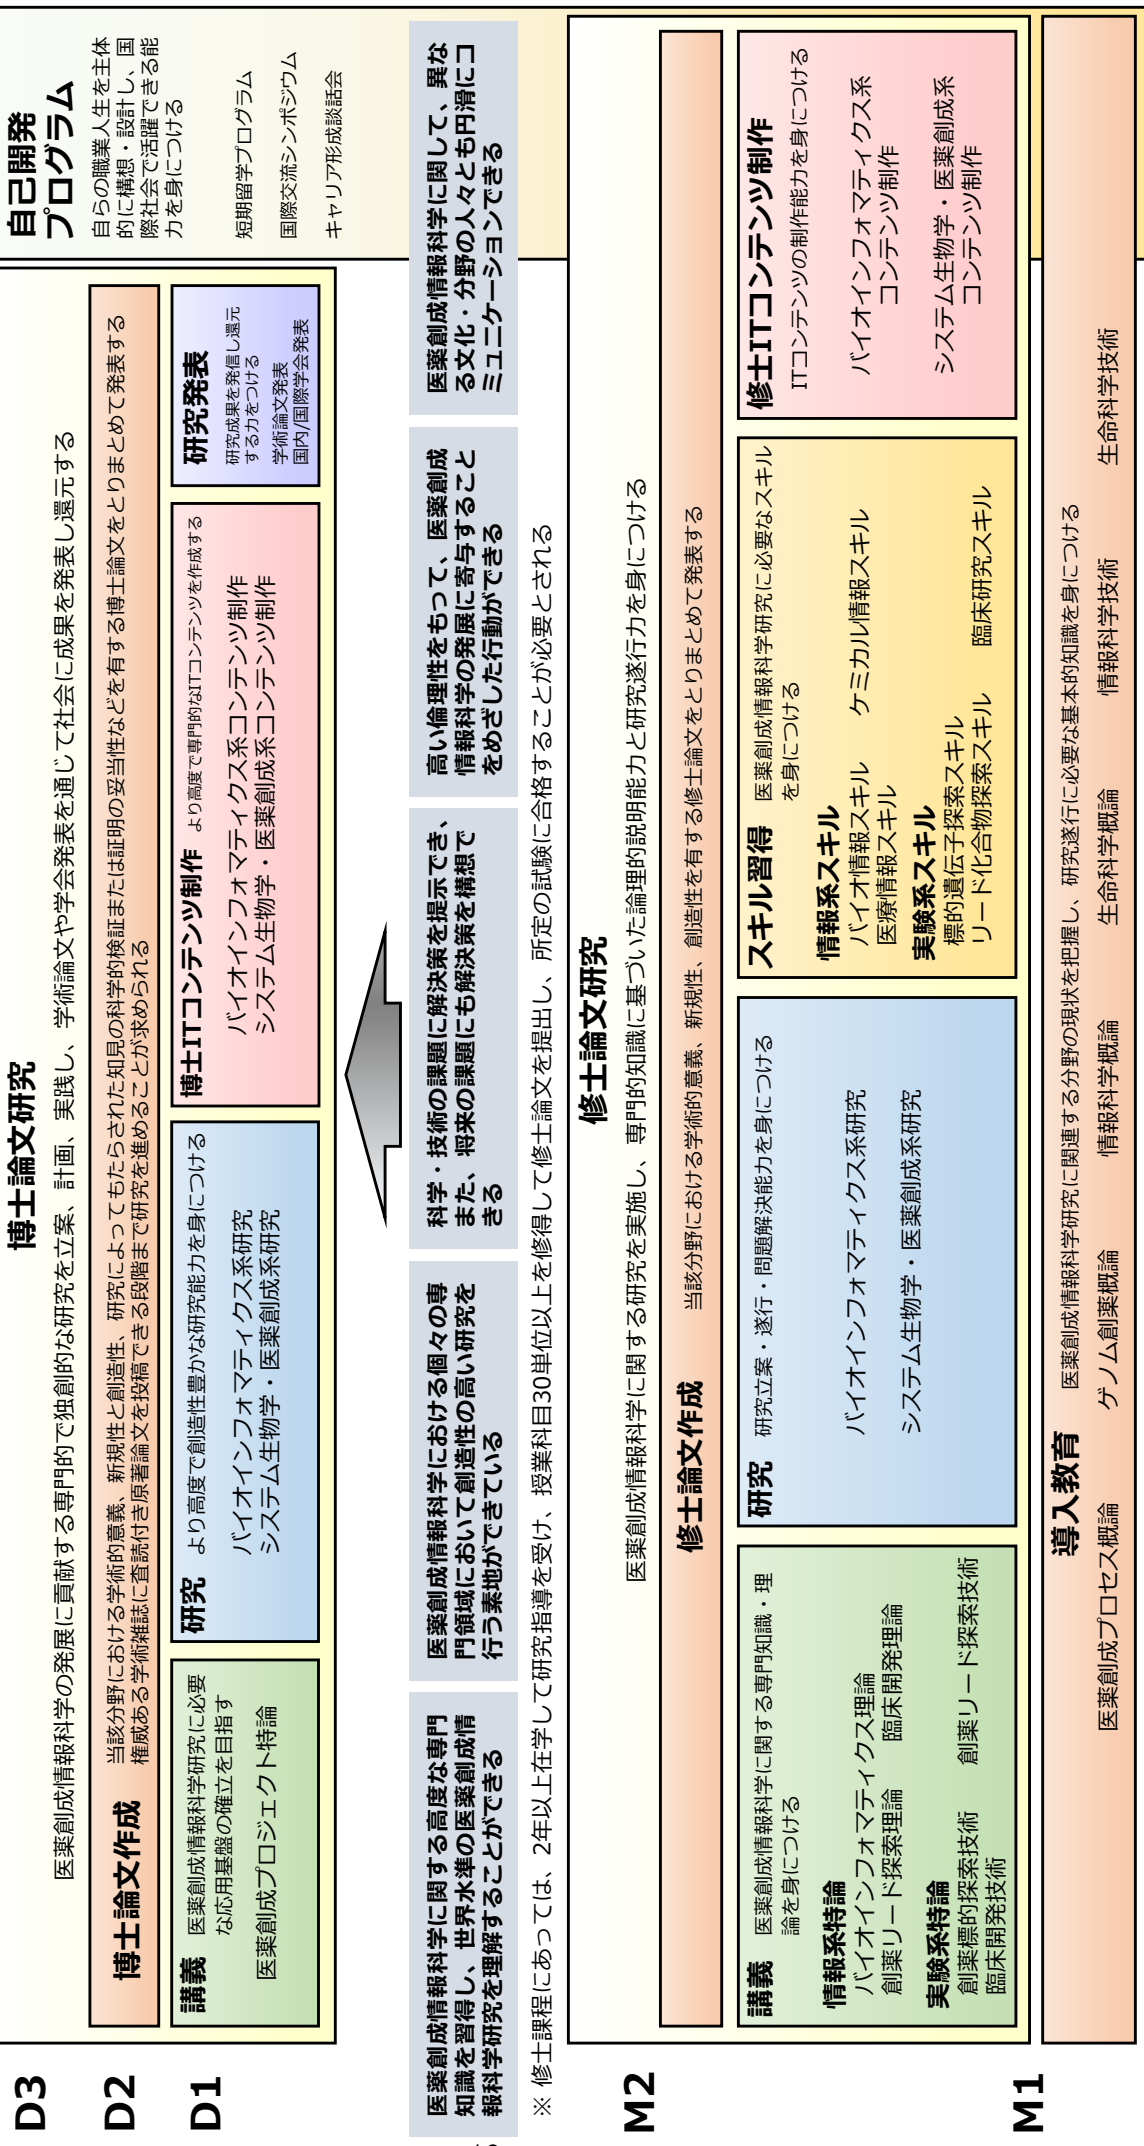 D3
D2
D1
博士論文研究
医薬創成情報科学の発展に貢献する専門的で独創的な研究を立案、計画、実践し、学術論文や学会発表を通じて社会に成果を発表し還元する
博士論文作成
当該分野における学術的意義、新規性と創造性、研究によってもたらされた知見の科学的検証または証明の妥当性などを有する博士論文をとりまとめて発表する
権威ある学術雑誌に査読付き原著論文を投稿できる段階まで研究を進めることが求められる
講義
医薬創成情報科学研究に必要
な応用基盤の確立を目指す
医薬創成プロジェクト特論
研究
より高度で創造性豊かな研究能力を身につける
バイオインフォマティクス系研究
システム生物学・医薬創成系研究
博士ITコンテンツ制作
より高度で専門的なITコンテンツを作成する
バイオインフォマティクス系コンテンツ制作
システム生物学・医薬創成系コンテンツ制作
研究発表
研究成果を発信し還元
する力をつける
学術論文発表
国内/国際学会発表
自己開発
プログラム
自らの職業人生を主体
的に構想・設計し、国
際社会で活躍できる能
力を身につける
短期留学プログラム
国際交流シンポジウム
キャリア形成談話会
医薬創成情報科学に関する高度な専門
知識を習得し、世界水準の医薬創成情
報科学研究を理解することができる
医薬創成情報科学における個々の専
門領域において創造性の高い研究を
行う素地ができている
科学・技術の課題に解決策を提示でき、
また、将来の課題にも解決策を構想で
きる
高い倫理性をもって、医薬創成
情報科学の発展に寄与すること
をめざした行動ができる
医薬創成情報科学に関して、異な
る文化・分野の人々とも円滑にコ
ミュニケーションできる
※ 修士課程にあっては、2年以上在学して研究指導を受け、授業科目30単位以上を修得して修士論文を提出し、所定の試験に合格することが必要とされる
M2
M1
修士論文研究
医薬創成情報科学に関する研究を実施し、専門的知識に基づいた論理的説明能力と研究遂行力を身につける
修士論文作成
当該分野における学術的意義、新規性、創造性を有する修士論文をとりまとめて発表する
講義
医薬創成情報科学に関する専門知識・理
論を身につける
情報系特論
バイオインフォマティクス理論
創薬リード探索理論 臨床開発理論
実験系特論
創薬標的探索技術 創薬リード探索技術
臨床開発技術
研究
研究立案・遂行・問題解決能力を身につける
バイオインフォマティクス系研究
システム生物学・医薬創成系研究
スキル習得
医薬創成情報科学研究に必要なスキル
を身につける
情報系スキル
バイオ情報スキル ケミカル情報スキル
医療情報スキル
実験系スキル
標的遺伝子探索スキル
リード化合物探索スキル 臨床研究スキル
修士ITコンテンツ制作
ITコンテンツの制作能力を身につける
バイオインフォマティクス系
コンテンツ制作
システム生物学・医薬創成系
コンテンツ制作
導入教育
医薬創成情報科学研究に関連する分野の現状を把握し、研究遂行に必要な基本的知識を身につける
医薬創成プロセス概論 ゲノム創薬概論 情報科学概論 生命科学概論 情報科学技術 生命科学技術